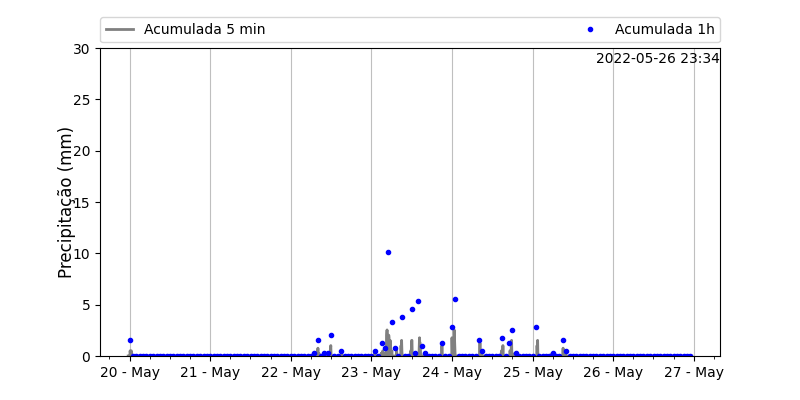 Acumulada 5 min Acumulada 1h
2022-05-26 23:34
Precipitação (mm)
30
25
20
15
10
5
0
20 - May 21 - May 22 - May 23 - May 24 - May 25 - May 26 - May 27 - May